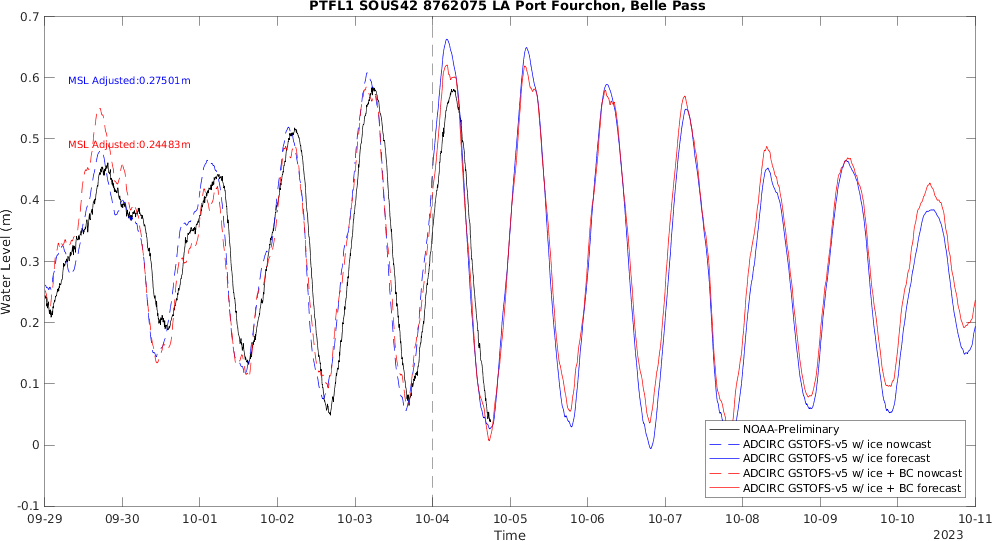 PTFL1 SOUS42 8762075 LA Port Fourchon, Belle Pass
0.7
0.6
0.5
0.4
0.3
0.2
0.1
0
-0.1
Water Level (m)
MSL Adjusted:0.27501m
MSL Adjusted:0.24483m
NOAA-Preliminary
ADCIRC GSTOFS-v5 w/ ice nowcast
ADCIRC GSTOFS-v5 w/ ice forecast
ADCIRC GSTOFS-v5 w/ ice + BC nowcast
ADCIRC GSTOFS-v5 w/ ice + BC forecast
09-29 09-30 10-01 10-02 10-03 10-04 10-05 10-06 10-07 10-08 10-09 10-10 10-11
Time
2023